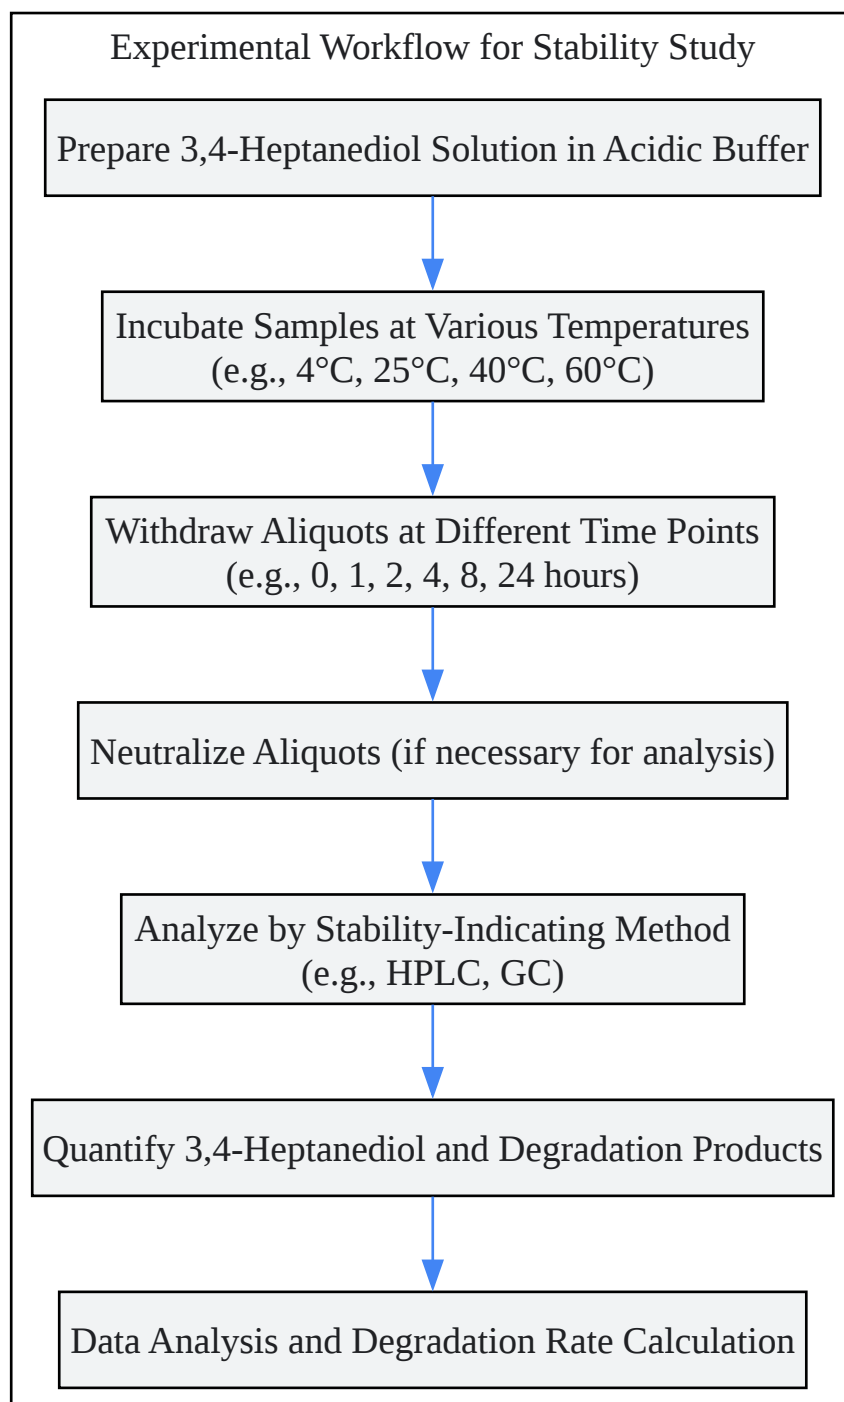 Experimental Workflow for Stability Study
Prepare 3,4-Heptanediol Solution in Acidic Buffer
Incubate Samples at Various Temperatures
(e.g., 4°C, 25°C, 40°C, 60°C)
Withdraw Aliquots at Different Time Points
(e.g., 0, 1, 2, 4, 8, 24 hours)
Neutralize Aliquots (if necessary for analysis)
Analyze by Stability-Indicating Method
(e.g., HPLC, GC)
Quantify 3,4-Heptanediol and Degradation Products
Data Analysis and Degradation Rate Calculation